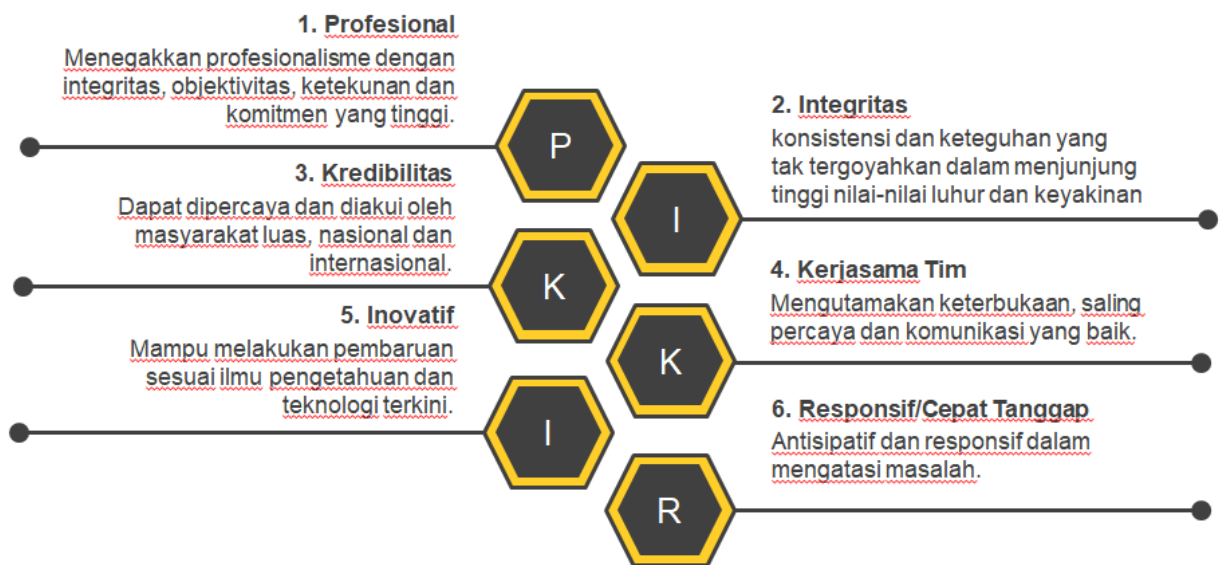 1. Profesional
Menegakkan profesionalisme dengan
integritas, objektivitas, ketekunan dan
komitmen yang tinggi.
P
2. Integritas
konsistensi dan keteguhan yang
tak tergoyahkan dalam menjunjung
tinggi nilai-nilai luhur dan keyakinan
I
3. Kredibilitas
Dapat dipercaya dan diakui oleh
masyarakat luas, nasional dan
internasional.
K
4. Kerjasama Tim
Mengutamakan keterbukaan, saling
percaya dan komunikasi yang baik.
K
5. Inovatif
Mampu melakukan pembaruan
sesuai ilmu pengetahuan dan
teknologi terkini.
I
6. Responsif/Cepat Tanggap
Antisipatif dan responsif dalam
mengatasi masalah.
R